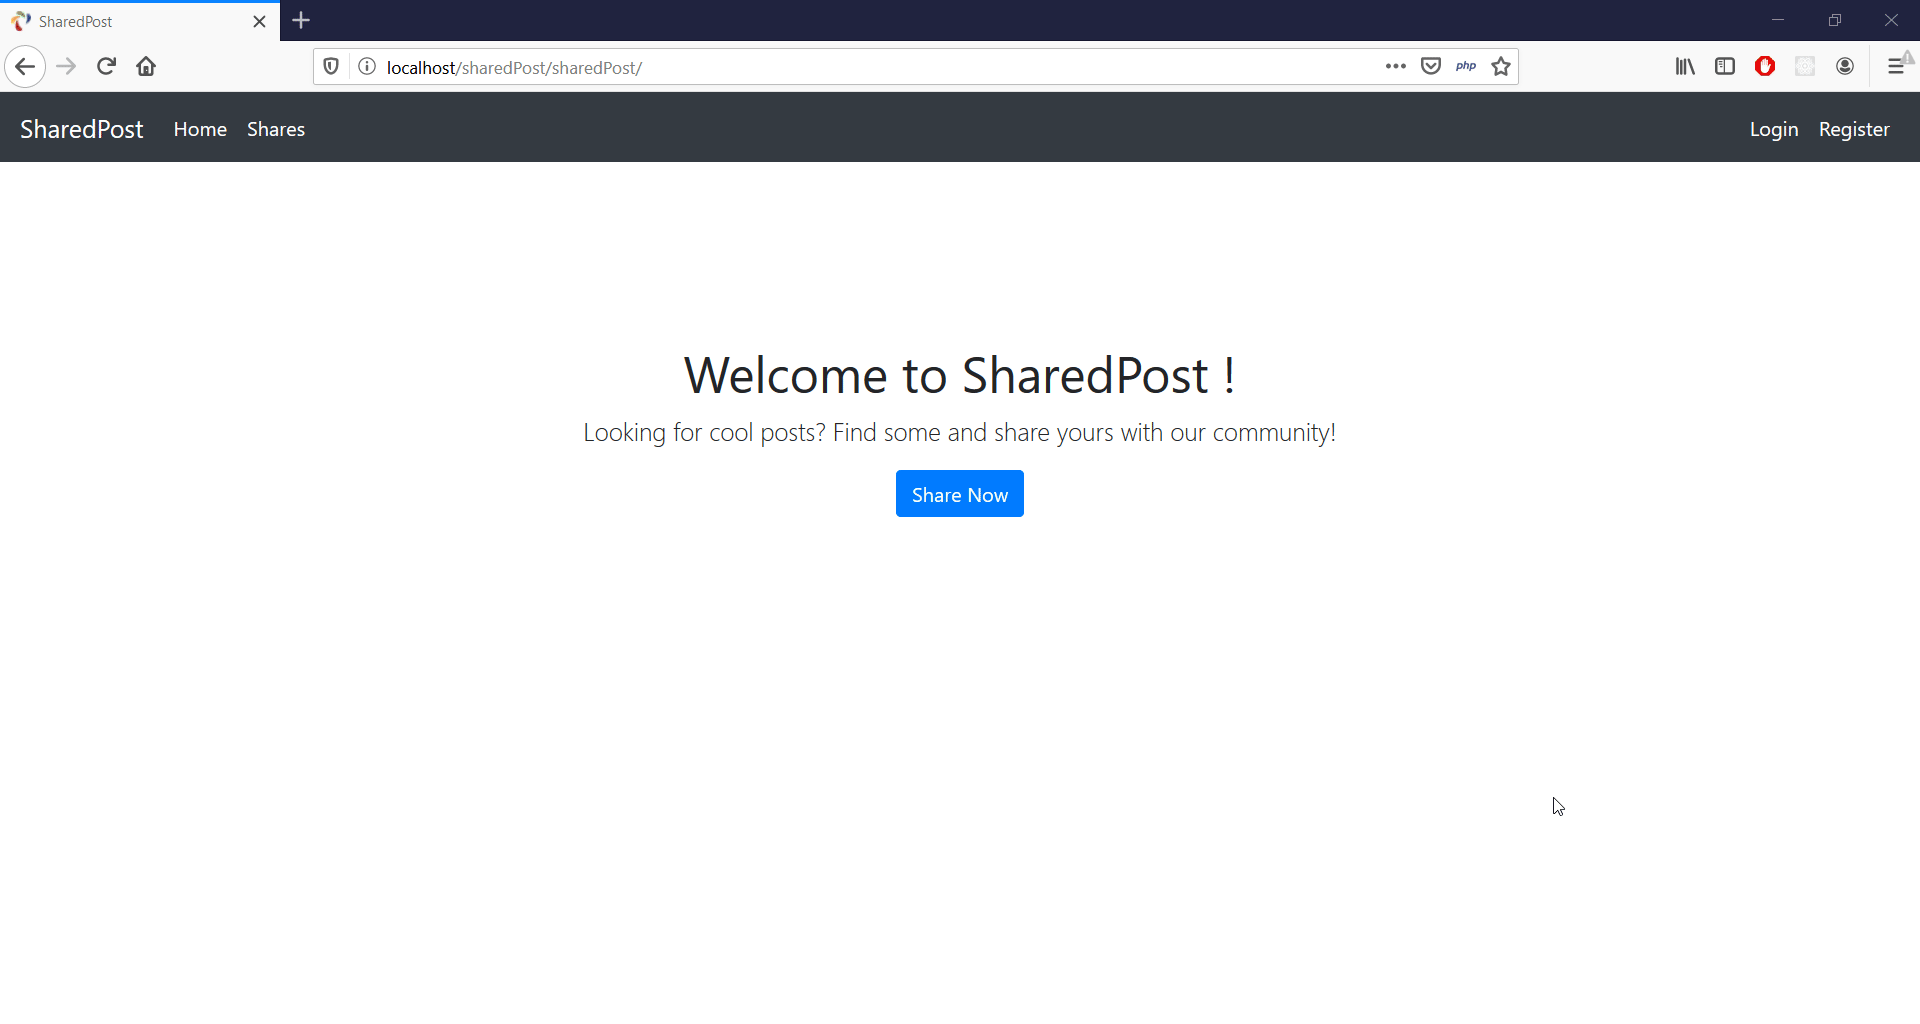 SharedPost
localhost/sharedPost/sharedPost/
php
SharedPost Home Shares Login Register
Welcome to SharedPost !
Looking for cool posts? Find some and share yours with our community!
Share Now